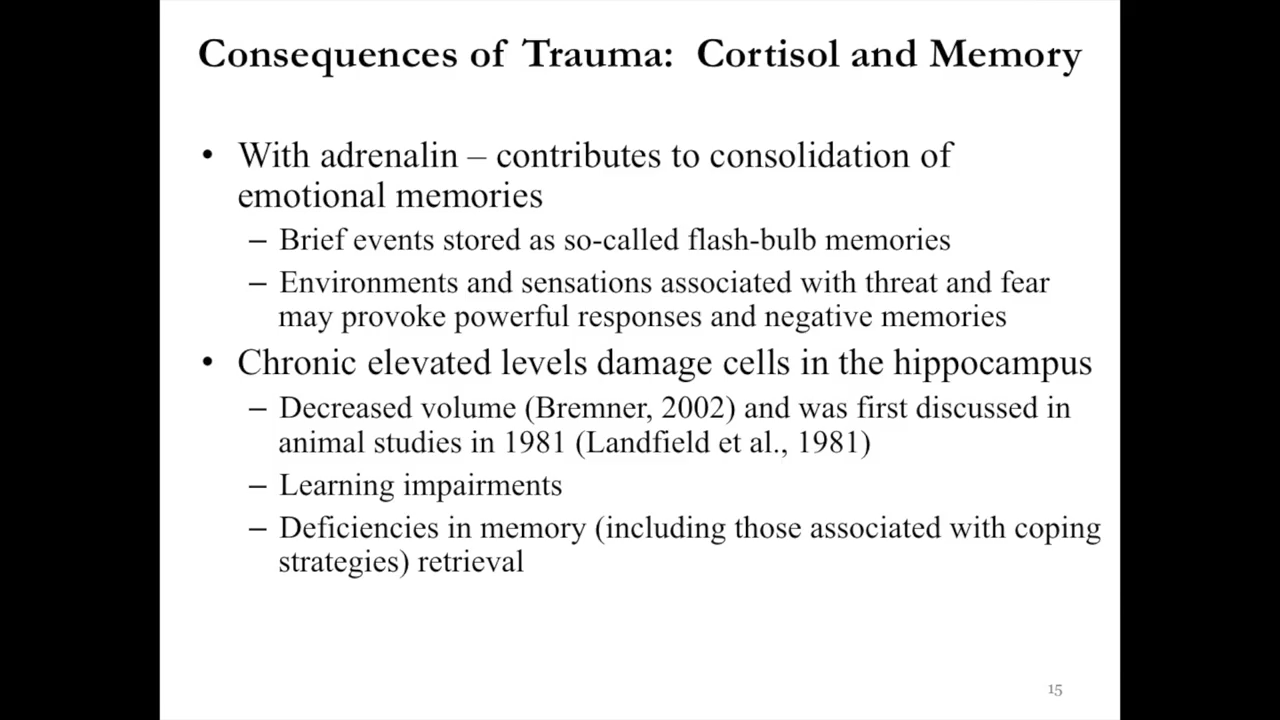 Consequences of Trauma: Cortisol and Memory
• With adrenalin – contributes to consolidation of
emotional memories
– Brief events stored as so-called flash-bulb memories
– Environments and sensations associated with threat and fear
may provoke powerful responses and negative memories
• Chronic elevated levels damage cells in the hippocampus
– Decreased volume (Bremner, 2002) and was first discussed in
animal studies in 1981 (Landfield et al., 1981)
– Learning impairments
– Deficiencies in memory (including those associated with coping
strategies) retrieval
15